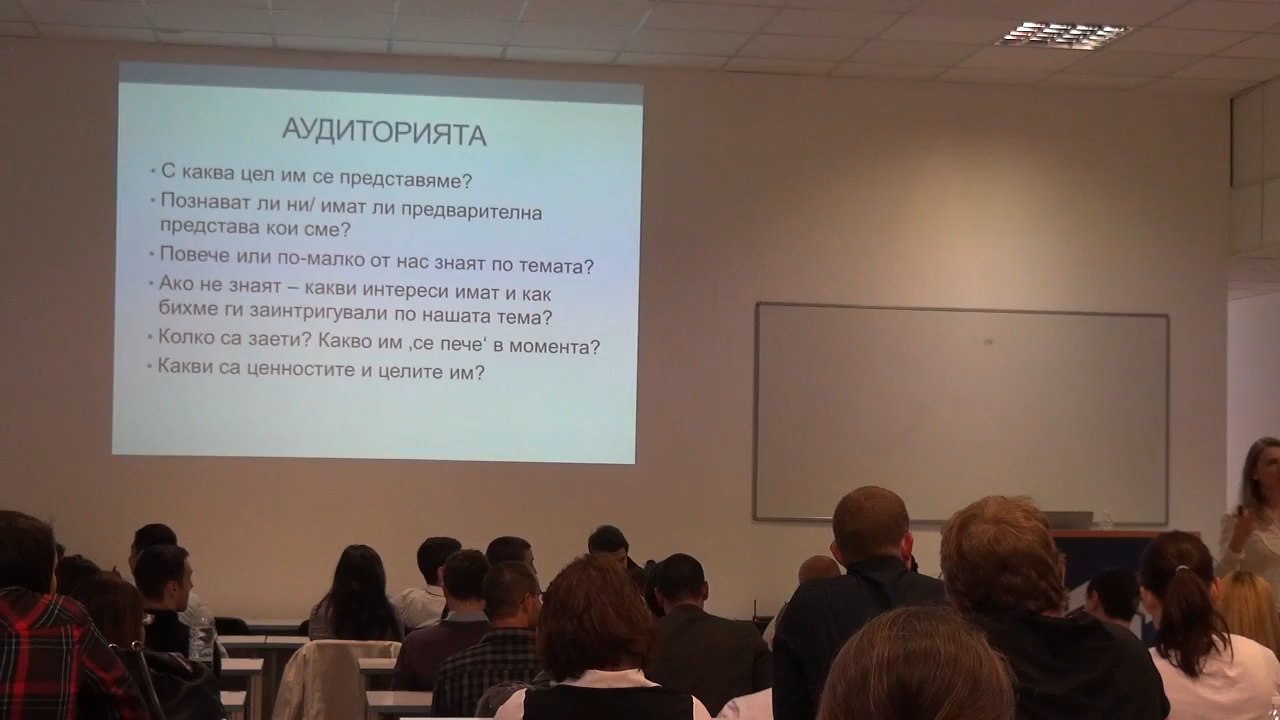 АУДИТОРИЯТА
• С каква цел им се представяме?
• Познават ли ни/ имат ли предварителна
представа кои сме?
• Повече или по-малко от нас знаят по темата?
• Ако не знаят – какви интереси имат и как
бихме ги заинтригували по нашата тема?
• Колко са заети? Какво им ‚се пече‘ в момента?
• Какви са ценностите и целите им?